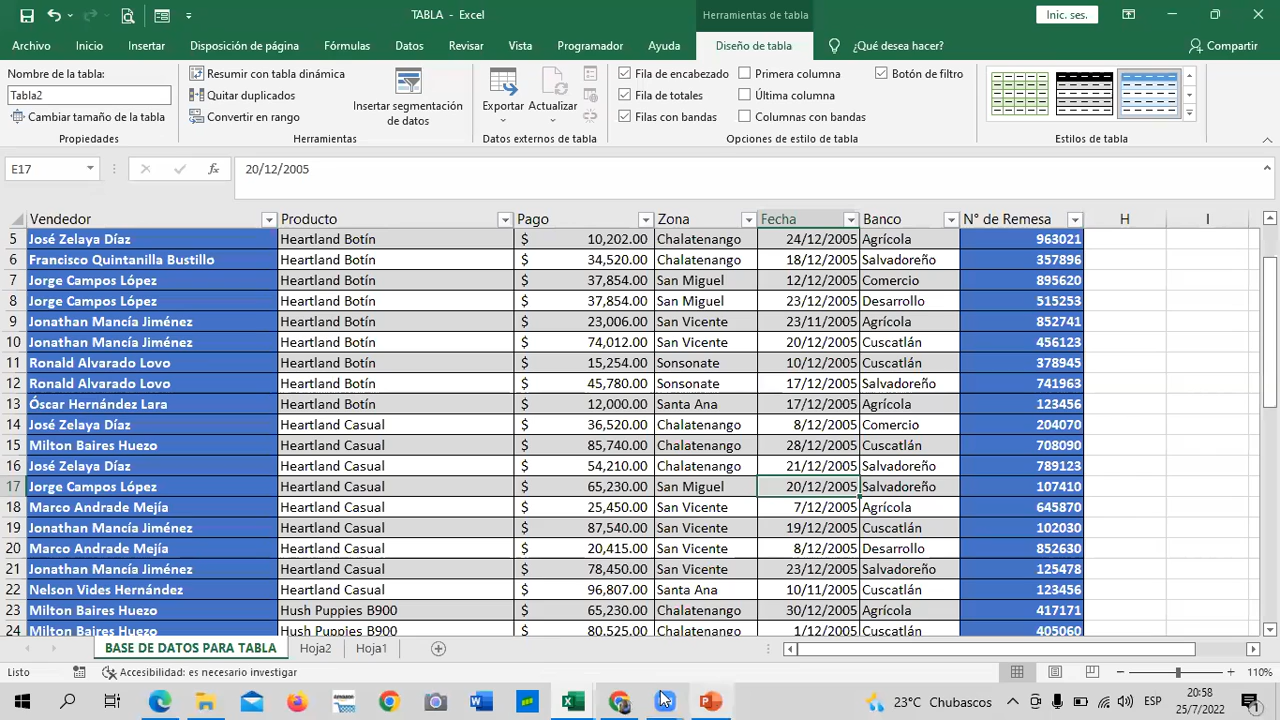 TABLA - Excel
Herramientas de tabla
Inic. ses.
Archivo Inicio Insertar Disposición de página Fórmulas Datos Revisar Vista Programador Ayuda Diseño de tabla ¿Qué desea hacer? Compartir
Nombre de la tabla:
Tabla2
Cambiar tamaño de la tabla
Propiedades
Resumir con tabla dinámica
Quitar duplicados
Convertir en rango
Insertar segmentación
de datos
Herramientas
Exportar Actualizar
Datos externos de tabla
Fila de encabezado Primera columna Botón de filtro
Fila de totales Última columna
Filas con bandas Columnas con bandas
Opciones de estilo de tabla
Estilos de tabla
E17 fx 20/12/2005
Vendedor Producto Pago Zona Fecha Banco N° de Remesa H I
5 José Zelaya Díaz Heartland Botín $ 10,202.00 Chalatenango 24/12/2005 Agrícola 963021
6 Francisco Quintanilla Bustillo Heartland Botín $ 34,520.00 Chalatenango 18/12/2005 Salvadoreño 357896
7 Jorge Campos López Heartland Botín $ 37,854.00 San Miguel 12/12/2005 Comercio 895620
8 Jorge Campos López Heartland Botín $ 37,854.00 San Miguel 23/12/2005 Desarrollo 515253
9 Jonathan Mancía Jiménez Heartland Botín $ 23,006.00 San Vicente 23/11/2005 Agrícola 852741
10 Jonathan Mancía Jiménez Heartland Botín $ 74,012.00 San Vicente 20/12/2005 Cuscatlán 456123
11 Ronald Alvarado Lovo Heartland Botín $ 15,254.00 Sonsonate 10/12/2005 Cuscatlán 378945
12 Ronald Alvarado Lovo Heartland Botín $ 45,780.00 Sonsonate 17/12/2005 Salvadoreño 741963
13 Óscar Hernández Lara Heartland Botín $ 12,000.00 Santa Ana 17/12/2005 Agrícola 123456
14 José Zelaya Díaz Heartland Casual $ 36,520.00 Chalatenango 8/12/2005 Comercio 204070
15 Milton Baires Huezo Heartland Casual $ 85,740.00 Chalatenango 28/12/2005 Cuscatlán 708090
16 José Zelaya Díaz Heartland Casual $ 54,210.00 Chalatenango 21/12/2005 Salvadoreño 789123
17 Jorge Campos López Heartland Casual $ 65,230.00 San Miguel 20/12/2005 Salvadoreño 107410
18 Marco Andrade Mejía Heartland Casual $ 25,450.00 San Vicente 7/12/2005 Agrícola 645870
19 Jonathan Mancía Jiménez Heartland Casual $ 87,540.00 San Vicente 19/12/2005 Cuscatlán 102030
20 Marco Andrade Mejía Heartland Casual $ 20,415.00 San Vicente 8/12/2005 Desarrollo 852630
21 Jonathan Mancía Jiménez Heartland Casual $ 78,450.00 San Vicente 23/12/2005 Salvadoreño 125478
22 Nelson Vides Hernández Heartland Casual $ 96,807.00 Santa Ana 10/11/2005 Cuscatlán 123456
23 Milton Baires Huezo Hush Puppies B900 $ 65,230.00 Chalatenango 30/12/2005 Agrícola 417171
24 Milton Baires Huezo Hush Puppies B900 $ 80,525.00 Chalatenango 1/12/2005 Cuscatlán 405060
BASE DE DATOS PARA TABLA Hoja2 Hoja1
Listo Accesibilidad: es necesario investigar 110%
23°C Chubascos ESP 20:58
25/7/2022